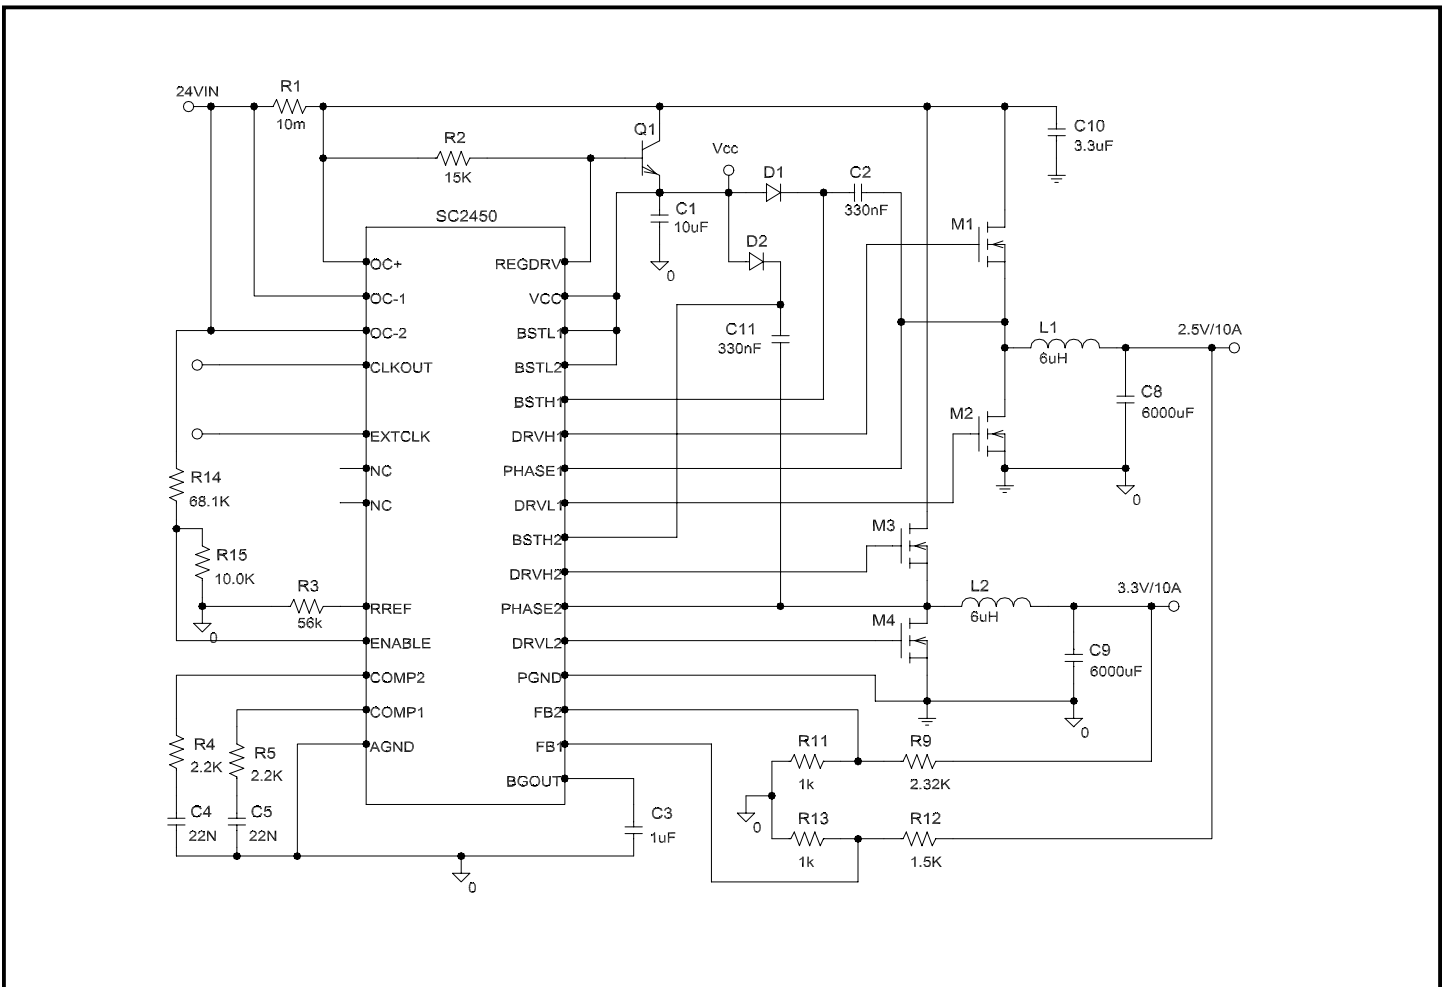 24VIN
R1
10m
R2
15K
Q1
Vcc
D1
C2
330nF
C10
3.3uF
SC2450
C1
10uF
0
D2
M1
OC+
REGDRV
OC-1
VCC
OC-2
BSTL1
C11
330nF
L1
6uH
2.5V/10A
CLKOUT
BSTL2
BSTH1
C8
6000uF
M2
EXTCLK
DRVH1
NC
PHASE1
R14
68.1K
NC
DRVL1
0
M3
BSTH2
R15
10.0K
DRVH2
R3
56k
RREF
PHASE2
L2
6uH
3.3V/10A
0
M4
ENABLE
DRVL2
C9
6000uF
COMP2
PGND
COMP1
FB2
0
R4
2.2K
R5
2.2K
AGND
FB1
R11
1k
R9
2.32K
BGOUT
C4
22N
C5
22N
C3
1uF
0
R13
1k
R12
1.5K
0